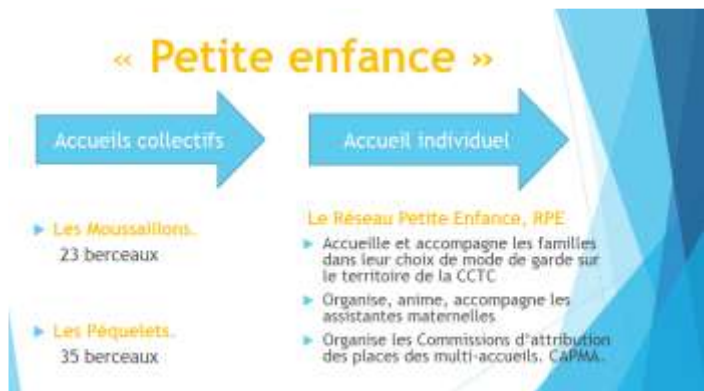 « Petite enfance »
Accueils collectifs
Accueil individuel
Les Moussaillons.
23 berceaux
Les Péquelets.
35 berceaux
Le Réseau Petite Enfance, RPE
Accueille et accompagne les familles
dans leur choix de mode de garde sur
le territoire de la CCTC
Organise, anime, accompagne les
assistantes maternelles
Organise les Commissions d'attribution
des places des multi-accueils. CAPMA.